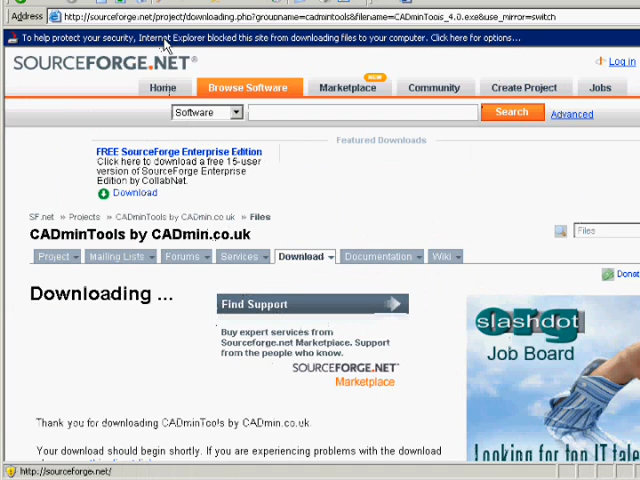 Address http://sourceforge.net/project/downloading.php?groupname=cadmintools&filename=CADminTools_4.0.exe&use_mirror=switch
To help protect your security, Internet Explorer blocked this site from downloading files to your computer. Click here for options...
SOURCEFORGE.NET®
Log in
NEW
Home Browse Software Marketplace Community Create Project Jobs
Software Search Advanced
Featured Downloads
FREE SourceForge Enterprise Edition
Click here to download a free 15-user
version of SourceForge Enterprise
Edition by CollabNet.
Download
SF.net » Projects » CADminTools by CADmin.co.uk » Files
CADminTools by CADmin.co.uk
Files
Project Mailing Lists Forums Services Download Documentation Wiki
Donat
Downloading ...
Find Support
Buy expert services from
Sourceforge.net Marketplace. Support
from the people who know.
SOURCEFORGE.NET
Marketplace
org
slashdot
Job Board
Looking for top IT tale
Thank you for downloading CADminTools by CADmin.co.uk.
Your download should begin shortly. If you are experiencing problems with the download
http://sourceforge.net/